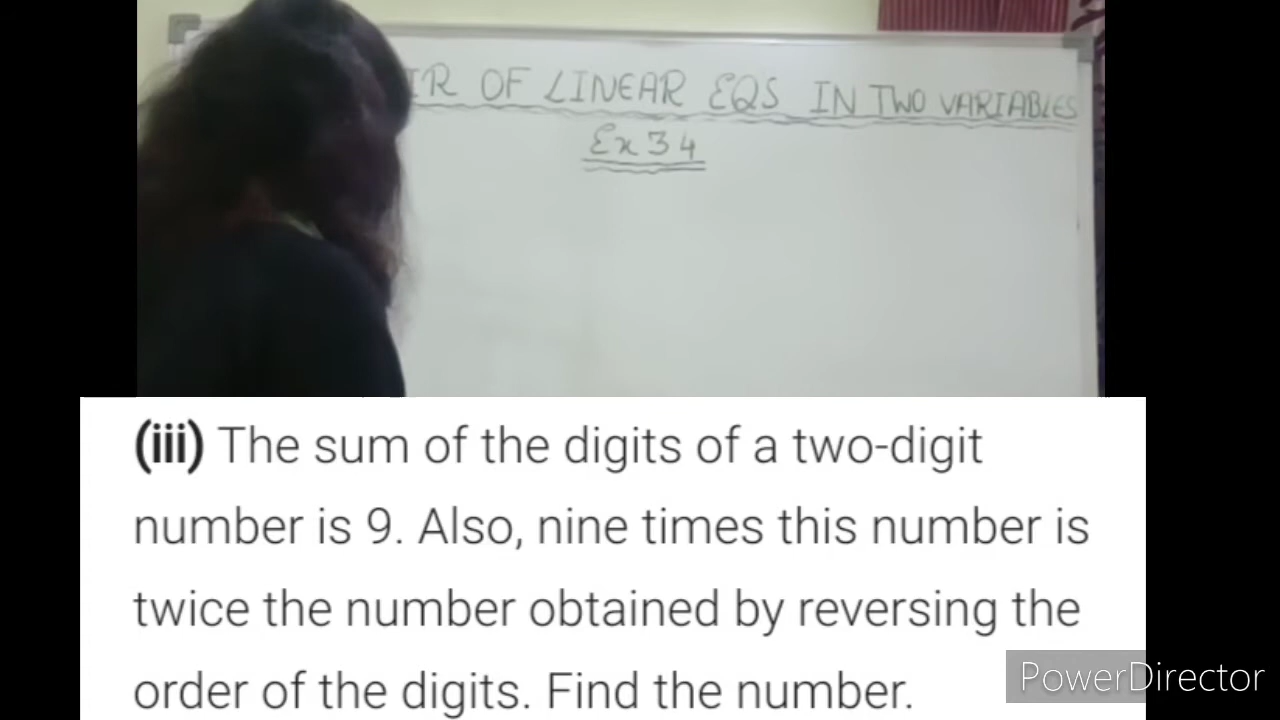 IR OF LINEAR EQS IN TWO VARIABLES
Ex 3 4
(iii) The sum of the digits of a two-digit
number is 9. Also, nine times this number is
twice the number obtained by reversing the
order of the digits. Find the number.
PowerDirector